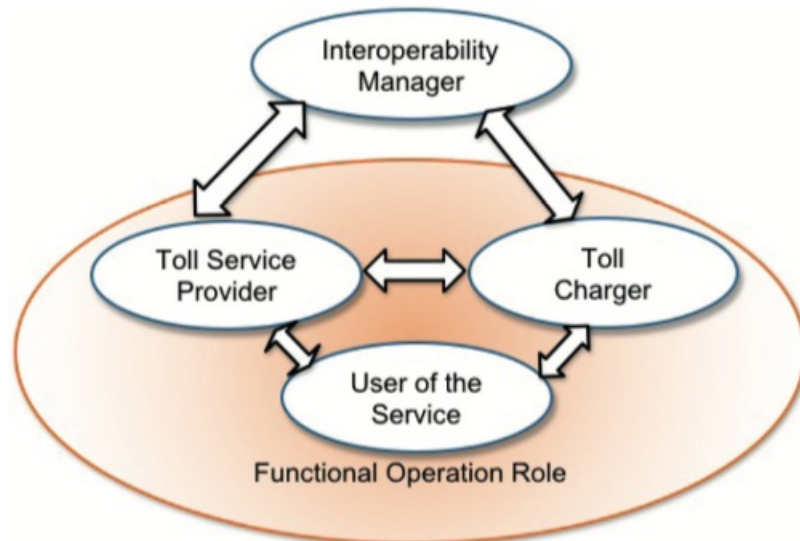 Interoperability
Manager
Toll Service
Provider
Toll
Charger
User of the
Service
Functional Operation Role